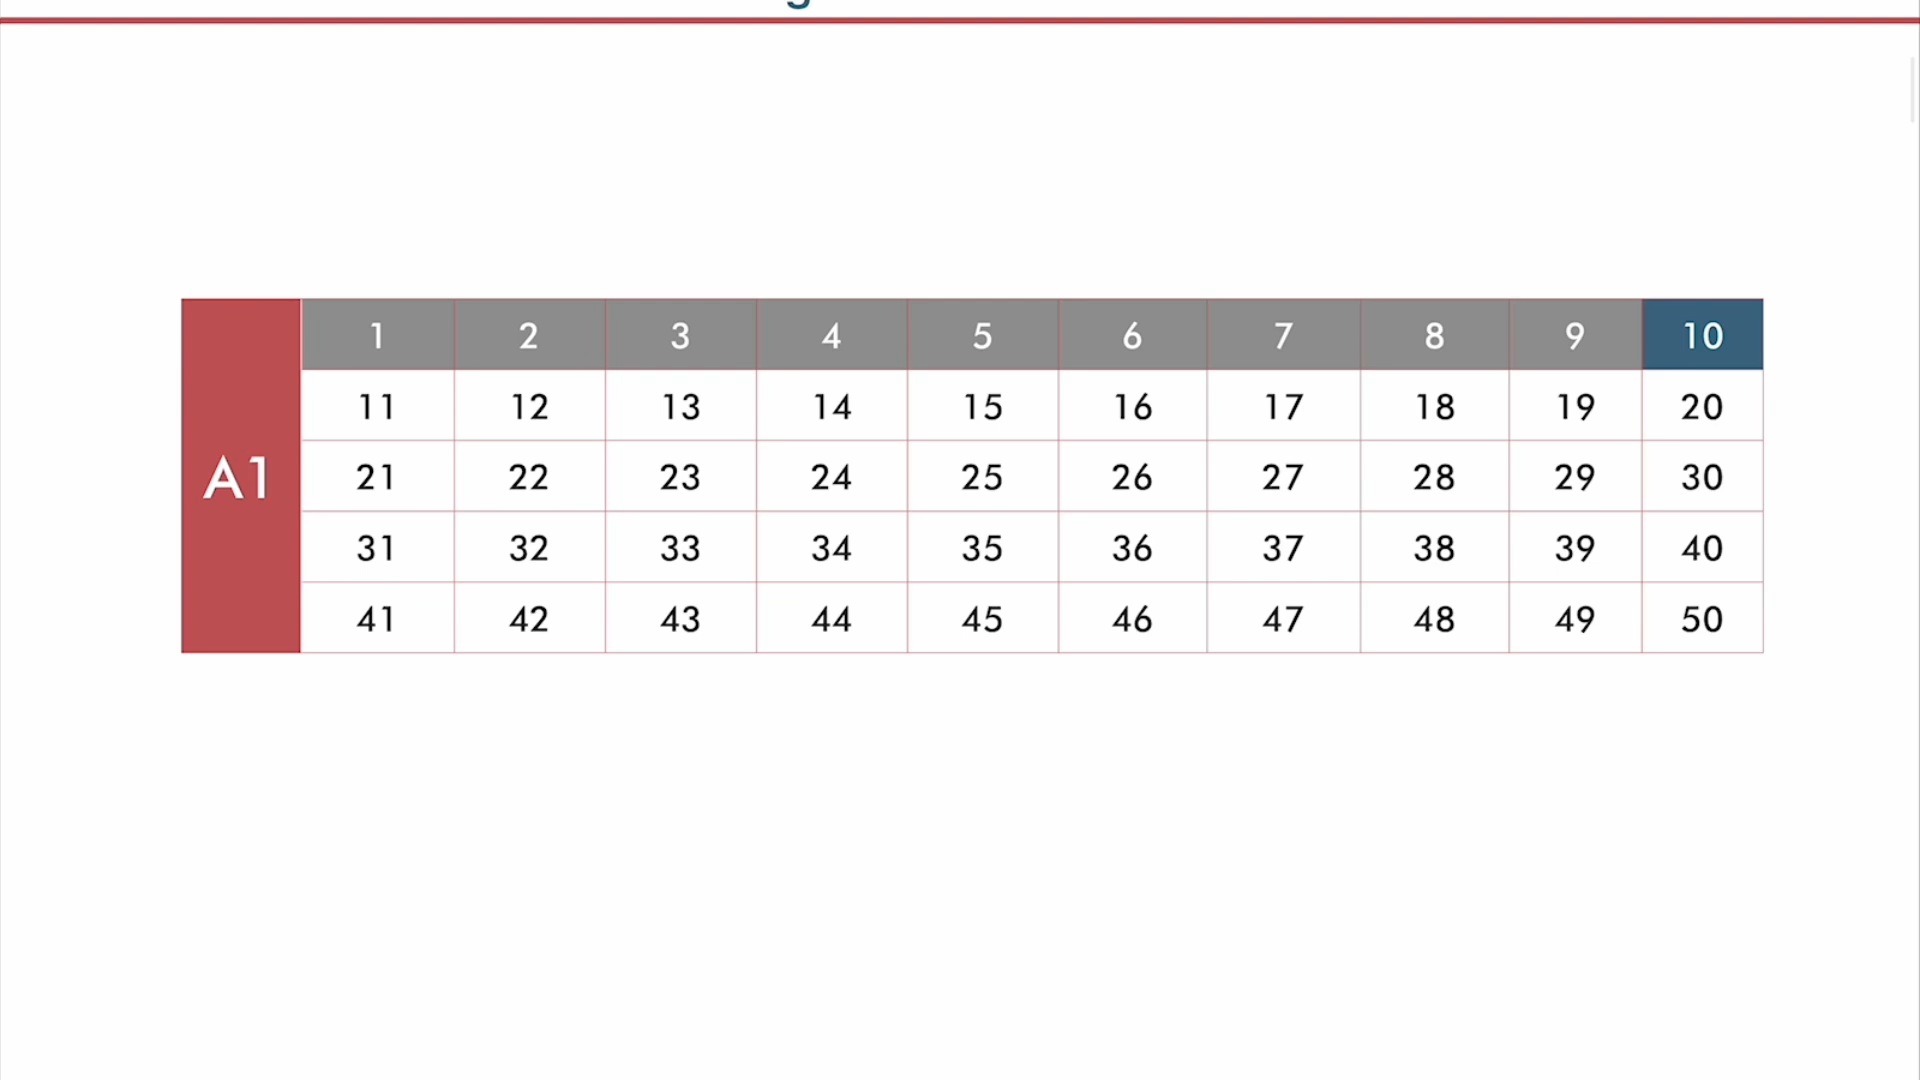 1 2 3 4 5 6 7 8 9 10
11 12 13 14 15 16 17 18 19 20
A1 21 22 23 24 25 26 27 28 29 30
31 32 33 34 35 36 37 38 39 40
41 42 43 44 45 46 47 48 49 50